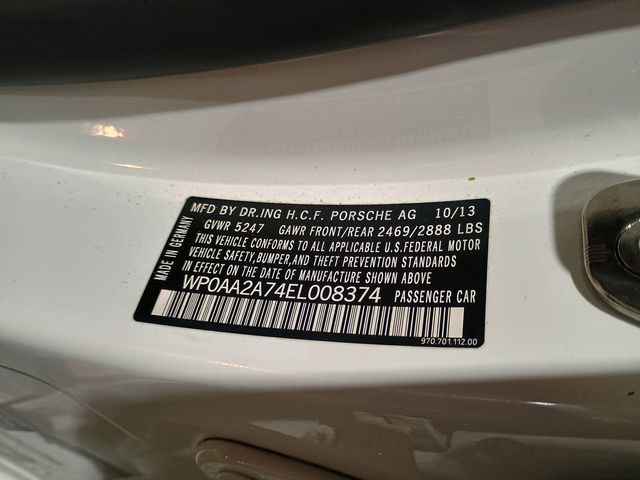 MFD BY DR.ING H.C.F. PORSCHE AG 10/13
GVWR 5247 GAWR FRONT/REAR 2469/2888 LBS
THIS VEHICLE CONFORMS TO ALL APPLICABLE U.S.FEDERAL MOTOR
VEHICLE SAFETY,BUMPER,AND THEFT PREVENTION STANDARDS
IN EFFECT ON THE DATE OF MANUFACTURE SHOWN ABOVE
WP0AA2A74EL008374 PASSENGER CAR
970.701.112.00
MADE IN GERMANY